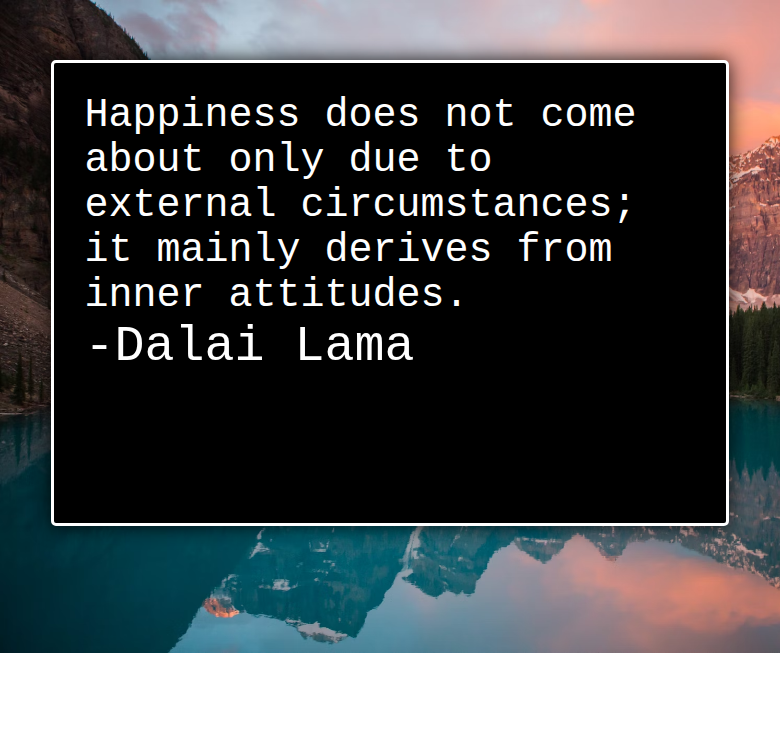 Happiness does not come
about only due to
external circumstances;
it mainly derives from
inner attitudes.
-Dalai Lama